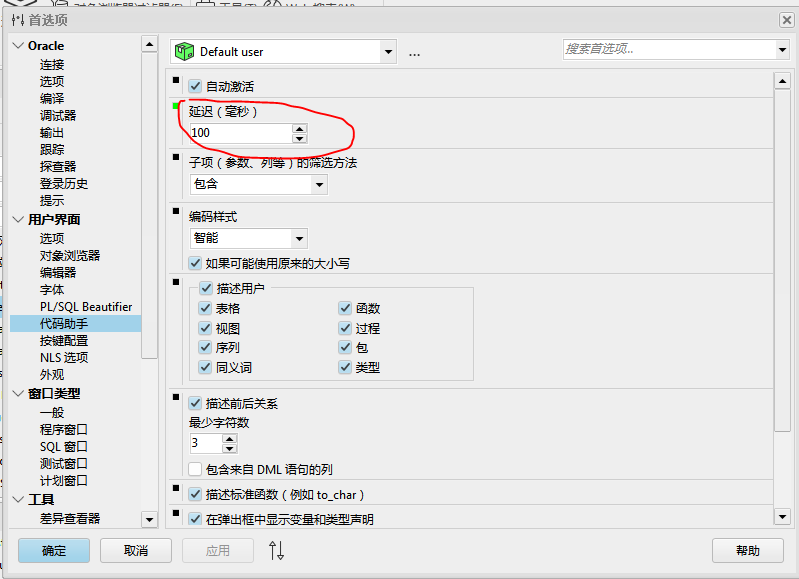 首选项
Oracle
连接
选项
编译
调试器
输出
跟踪
探查器
登录历史
提示
用户界面
选项
对象浏览器
编辑器
字体
PL/SQL Beautifier
代码助手
按键配置
NLS 选项
外观
窗口类型
一般
程序窗口
SQL 窗口
测试窗口
计划窗口
工具
差异查看器
Default user
...
搜索首选项...
自动激活
延迟（毫秒）
100
子项（参数、列等）的筛选方法
包含
编码样式
智能
如果可能使用原来的大小写
描述用户
表格
函数
视图
过程
序列
包
同义词
类型
描述前后关系
最少字符数
3
包含来自 DML 语句的列
描述标准函数（例如 to_char）
在弹出框中显示变量和类型声明
确定
取消
应用
帮助